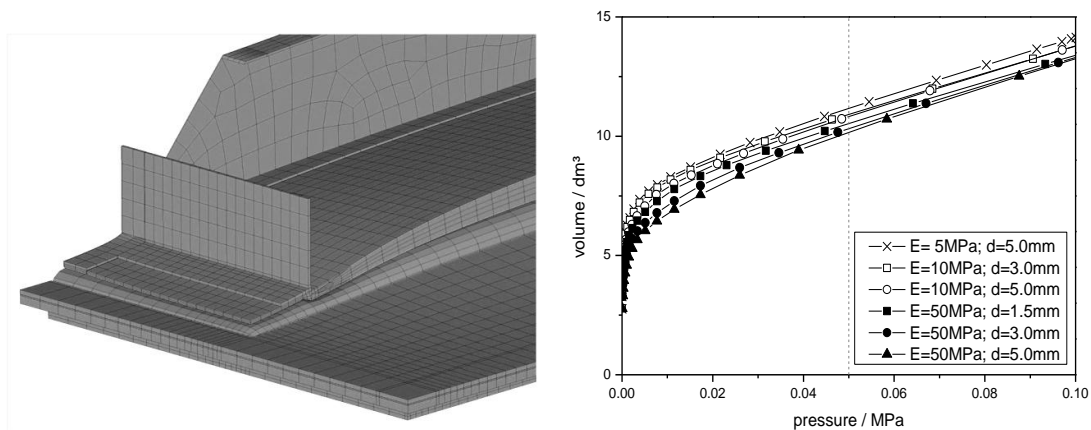 15
10
5
0
volume / dm³
E= 5MPa; d=5.0mm
E=10MPa; d=3.0mm
E=10MPa; d=5.0mm
E=50MPa; d=1.5mm
E=50MPa; d=3.0mm
E=50MPa; d=5.0mm
0.00 0.02 0.04 0.06 0.08 0.10
pressure / MPa